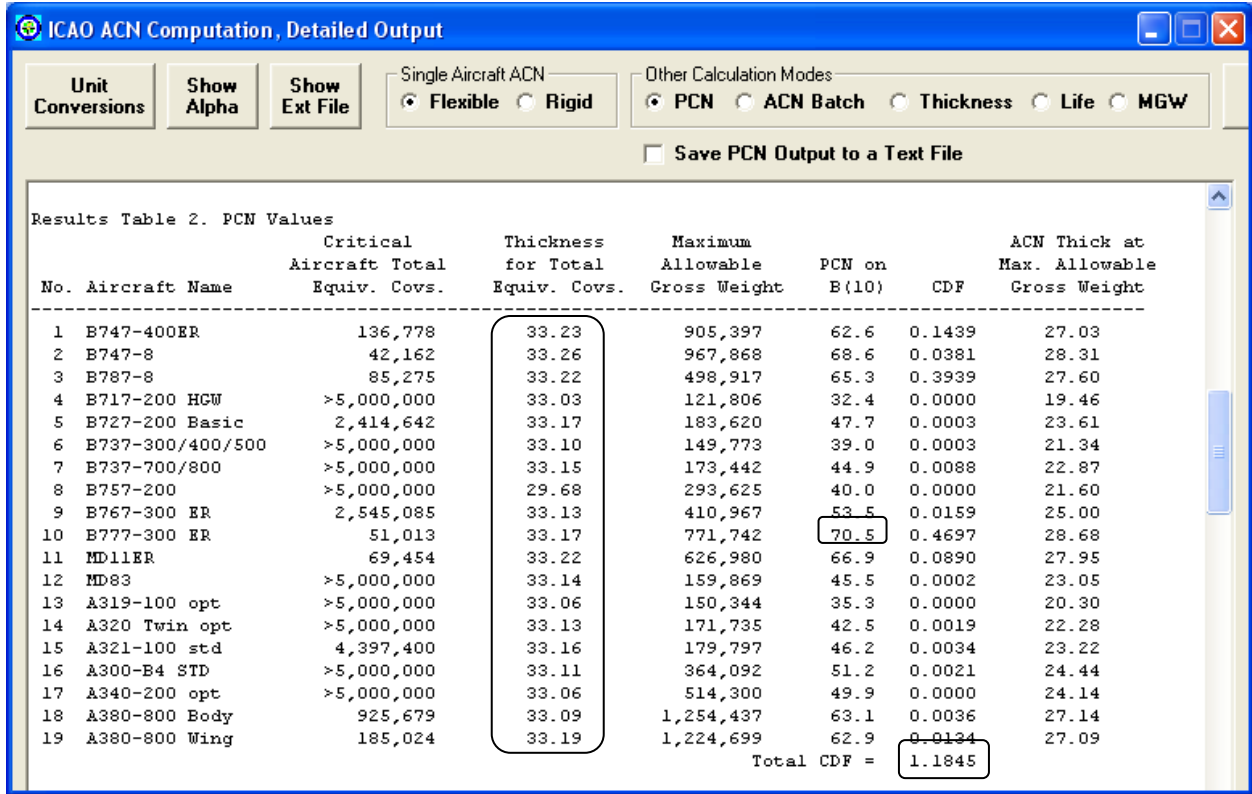 ICAO ACN Computation, Detailed Output
Unit Conversions
Show Alpha
Show Ext File
Single Aircraft ACN
Flexible Rigid
Other Calculation Modes
PCN ACN Batch Thickness Life MGW
Save PCN Output to a Text File
Results Table 2. PCN Values
Critical Thickness Maximum ACN Thick at
Aircraft Total for Total Allowable PCN on Max. Allowable
No. Aircraft Name Equiv. Covs. Equiv. Covs. Gross Weight B(10) CDF Gross Weight
1 B747-400ER 136,778 33.23 905,397 62.6 0.1439 27.03
2 B747-8 42,162 33.26 967,868 68.6 0.0381 28.31
3 B787-8 85,275 33.22 498,917 65.3 0.3939 27.60
4 B717-200 HGW >5,000,000 33.03 121,806 32.4 0.0000 19.46
5 B727-200 Basic 2,414,642 33.17 183,620 47.7 0.0003 23.61
6 B737-300/400/500 >5,000,000 33.10 149,773 39.0 0.0003 21.34
7 B737-700/800 >5,000,000 33.15 173,442 44.9 0.0088 22.87
8 B757-200 >5,000,000 29.68 293,625 40.0 0.0000 21.60
9 B767-300 ER 2,545,085 33.13 410,967 53.5 0.0159 25.00
10 B777-300 ER 51,013 33.17 771,742 70.5 0.4697 28.68
11 MD11ER 69,454 33.22 626,980 66.9 0.0890 27.95
12 MD83 >5,000,000 33.14 159,869 45.5 0.0002 23.05
13 A319-100 opt >5,000,000 33.06 150,344 35.3 0.0000 20.30
14 A320 Twin opt >5,000,000 33.13 171,735 42.5 0.0019 22.28
15 A321-100 std 4,397,400 33.16 179,797 46.2 0.0034 23.22
16 A300-B4 STD >5,000,000 33.11 364,092 51.2 0.0021 24.44
17 A340-200 opt >5,000,000 33.06 514,300 49.9 0.0000 24.14
18 A380-800 Body 925,679 33.09 1,254,437 63.1 0.0036 27.14
19 A380-800 Wing 185,024 33.19 1,224,699 62.9 0.0134 27.09
Total CDF = 1.1845